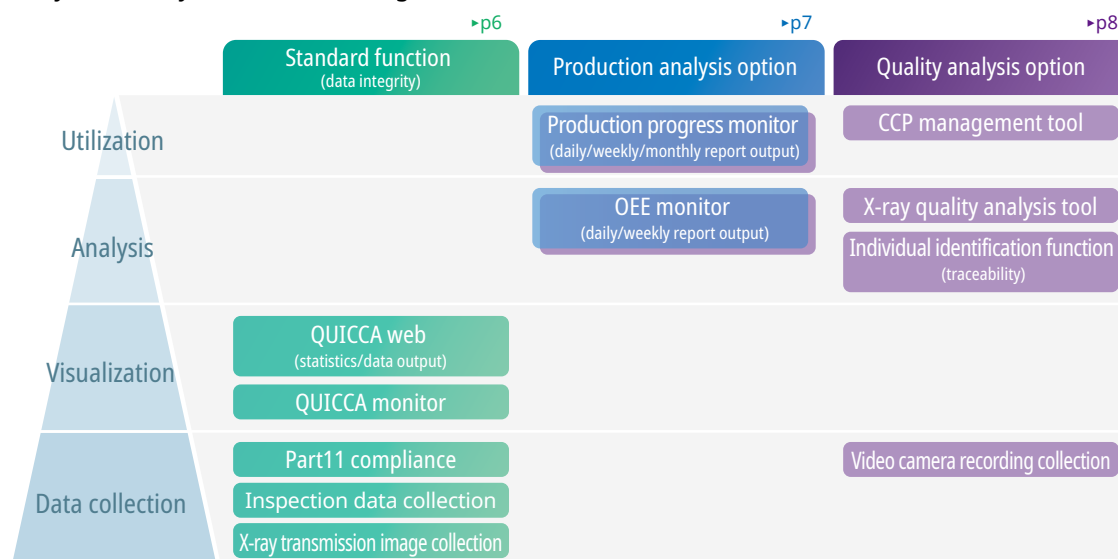 ▸p6
▸p7
▸p8
Standard function
(data integrity)
Production analysis option
Quality analysis option
Utilization
Production progress monitor
(daily/weekly/monthly report output)
CCP management tool
Analysis
OEE monitor
(daily/weekly report output)
X-ray quality analysis tool
Individual identification function
(traceability)
Visualization
QUICCA web
(statistics/data output)
QUICCA monitor
Data collection
Part11 compliance
Inspection data collection
X-ray transmission image collection
Video camera recording collection